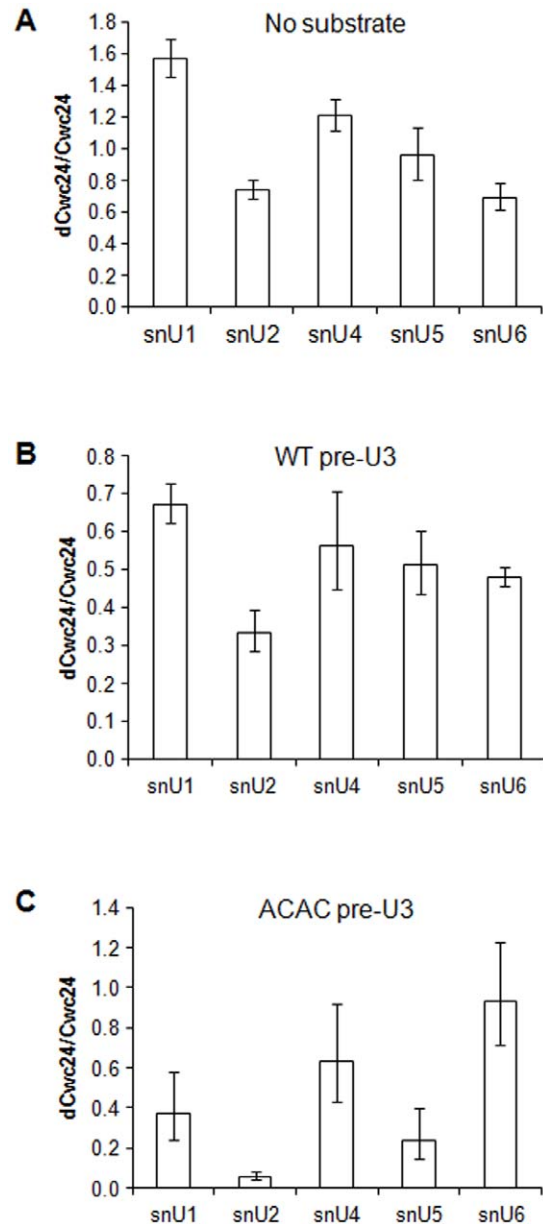 A
No substrate
dCwc24/Cwc24
1.8
1.6
1.4
1.2
1.0
0.8
0.6
0.4
0.2
0.0
snU1 snU2 snU4 snU5 snU6
B
WT pre-U3
dCwc24/Cwc24
0.8
0.7
0.6
0.5
0.4
0.3
0.2
0.1
0.0
snU1 snU2 snU4 snU5 snU6
C
ACAC pre-U3
dCwc24/Cwc24
1.4
1.2
1.0
0.8
0.6
0.4
0.2
0.0
snU1 snU2 snU4 snU5 snU6